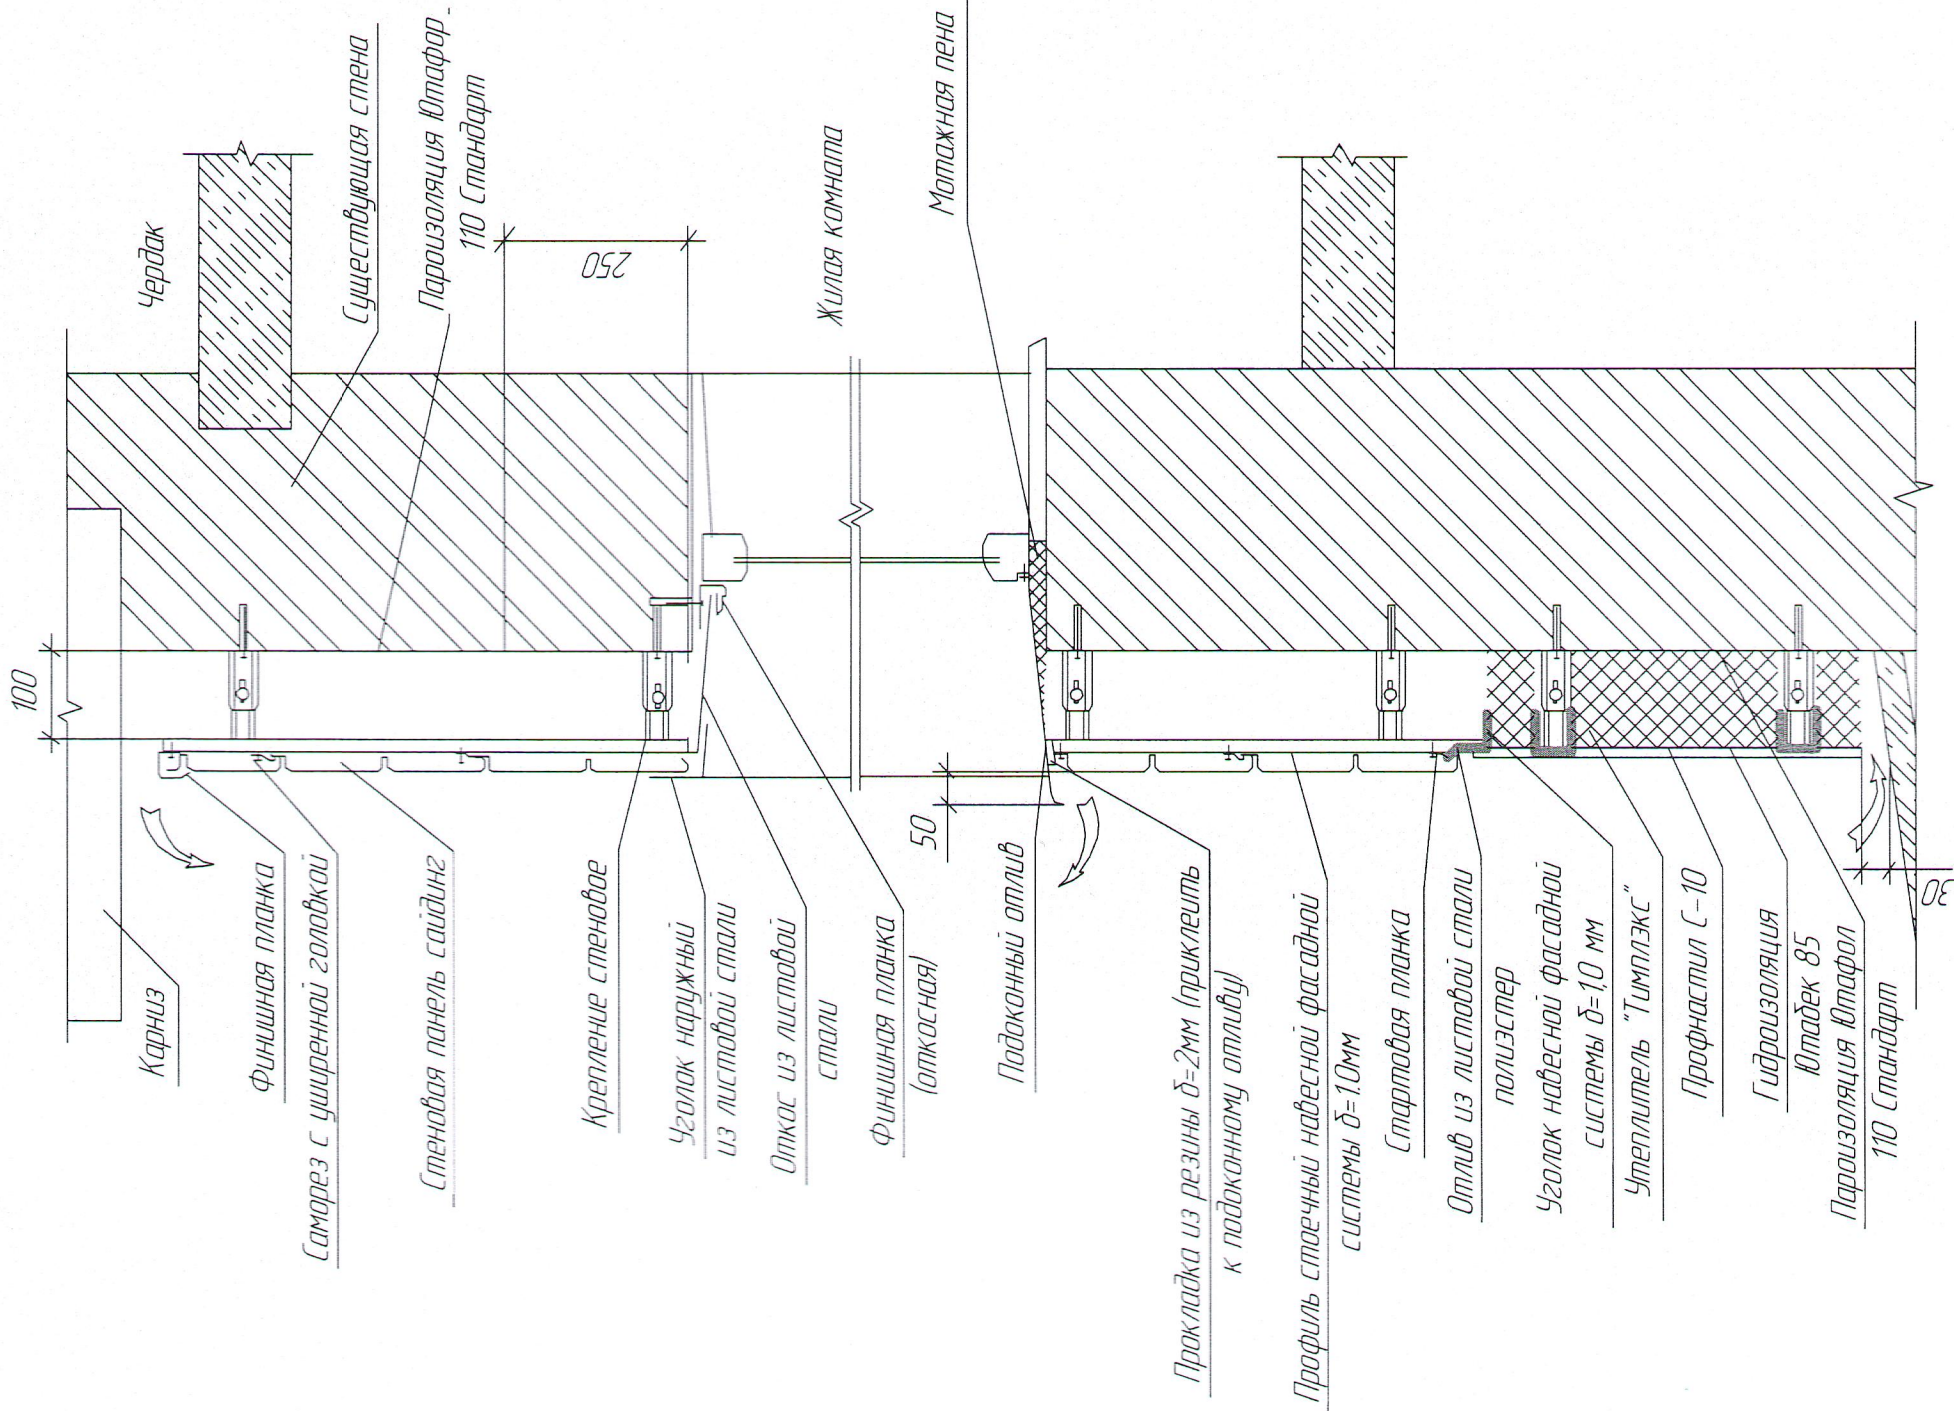 Чердак
Существующая стена
Пароизоляция Ютафор
110 Стандарт
250
100
Жилая комната
Мотажная пена
Карниз
Финишная планка
Саморез с уширенной головкой
Стеновая панель сайдинг
Крепление стеновое
Уголок наружный
из листовой стали
Откас из листовой
стали
Финишная планка
(откосная)
50
Подоконный отлив
Прокладка из резины δ=2мм (приклеить
к подоконному отливу)
Профиль стоечный навесной фасадной
системы δ=1.0мм
Стартовая планка
Отлив из листовой стали
полиэстер
Уголок навесной фасадной
системы δ=1,0 мм
Утеплитель "Тимплэкс"
Профнастил С-10
Гидроизоляция
Ютабек 85
Пароизоляция Ютафол
110 Стандарт
30